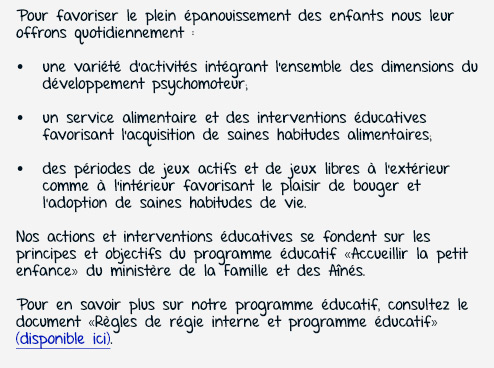 Pour favoriser le plein épanouissement des enfants nous leur
offrons quotidiennement :
• une variété d'activités intégrant l'ensemble des dimensions du
développement psychomoteur;
• un service alimentaire et des interventions éducatives
favorisant l'acquisition de saines habitudes alimentaires;
• des périodes de jeux actifs et de jeux libres à l'extérieur
comme à l'intérieur favorisant le plaisir de bouger et
l'adoption de saines habitudes de vie.
Nos actions et interventions éducatives se fondent sur les
principes et objectifs du programme éducatif «Accueillir la petit
enfance» du ministère de la Famille et des Aînés.
Pour en savoir plus sur notre programme éducatif, consultez le
document «Règles de régie interne et programme éducatif»
(disponible ici).